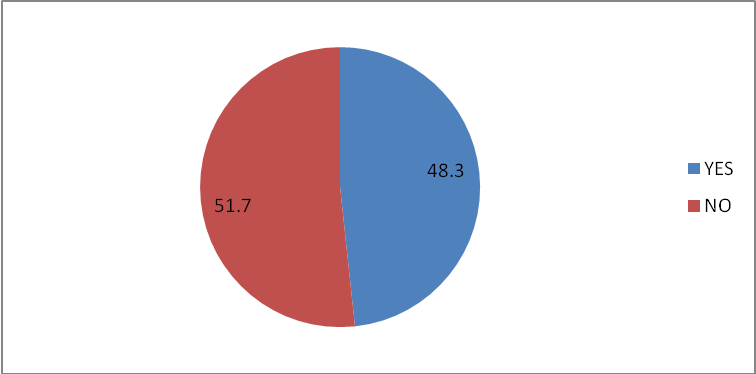 48.3
51.7
YES
NO